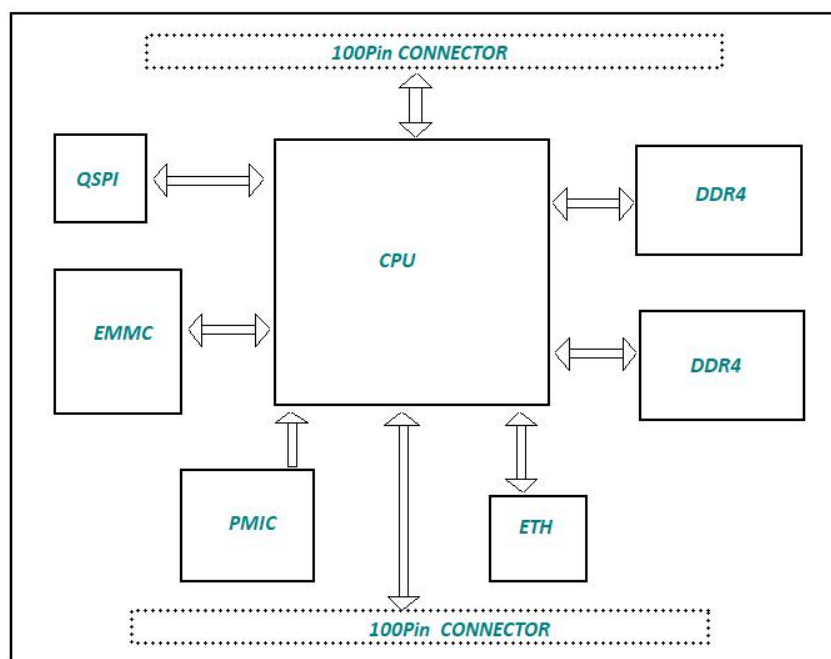 100Pin CONNECTOR
QSPI
DDR4
CPU
EMMC
DDR4
PMIC
ETH
100Pin CONNECTOR